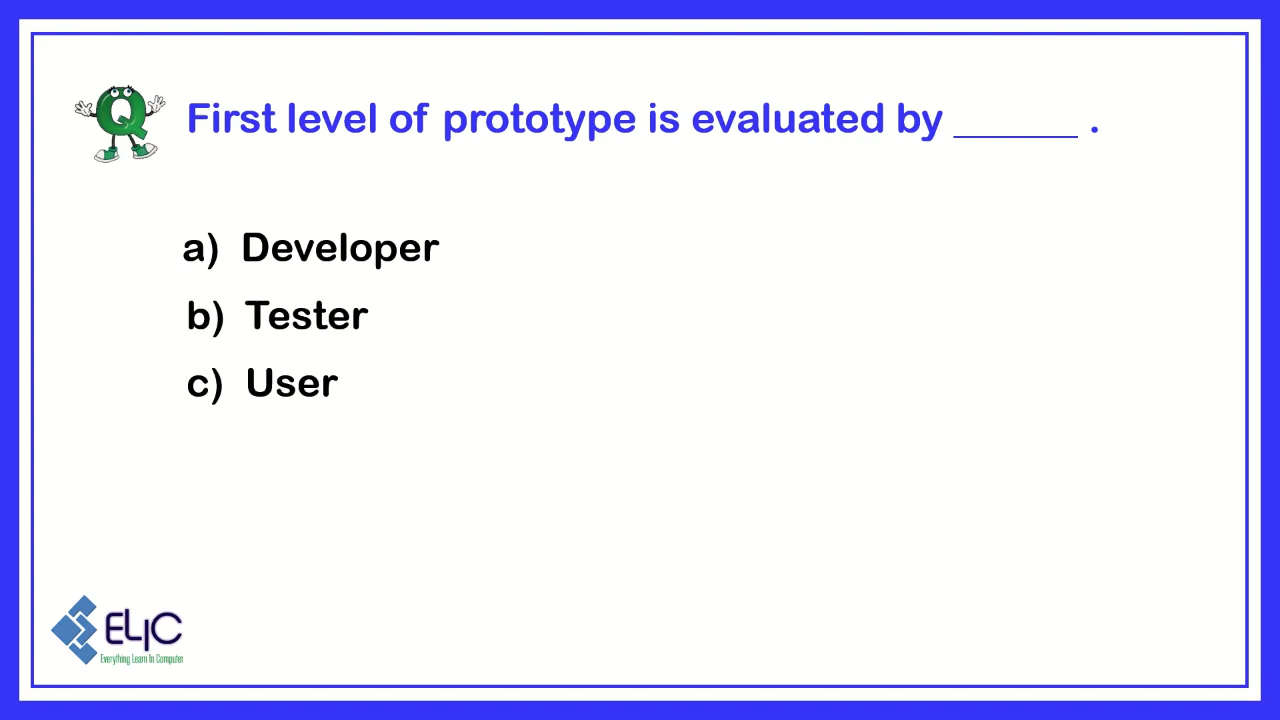 First level of prototype is evaluated by ______ .
a) Developer
b) Tester
c) User
ELIC
Everything Learn In Computer